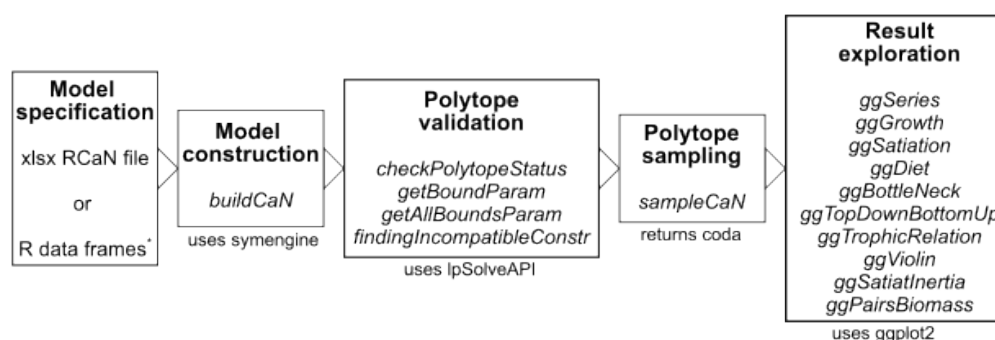 Model
specification
xlsx RCaN file
or
R data frames*
Model
construction
buildCaN
uses symengine
Polytope
validation
checkPolytopeStatus
getBoundParam
getAllBoundsParam
findingIncompatibleConstr
uses lpSolveAPI
Polytope
sampling
sampleCaN
returns coda
Result
exploration
ggSeries
ggGrowth
ggSatiation
ggDiet
ggBottleNeck
ggTopDownBottomUp
ggTrophicRelation
ggViolin
ggSatiatInertia
ggPairsBiomass
uses ggplot2